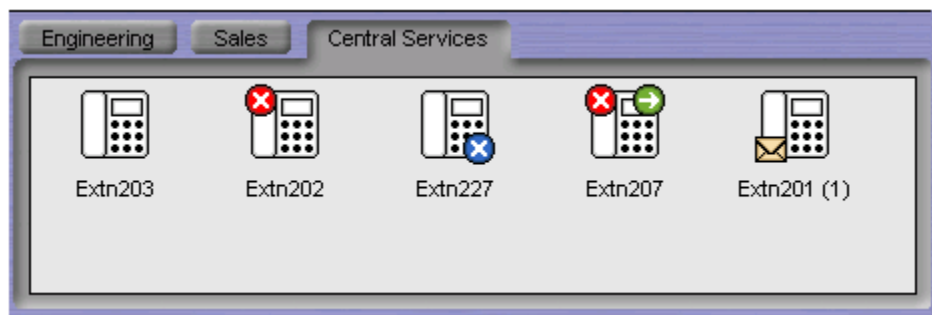 Engineering Sales Central Services
Extn203 Extn202 Extn227 Extn207 Extn201 (1)